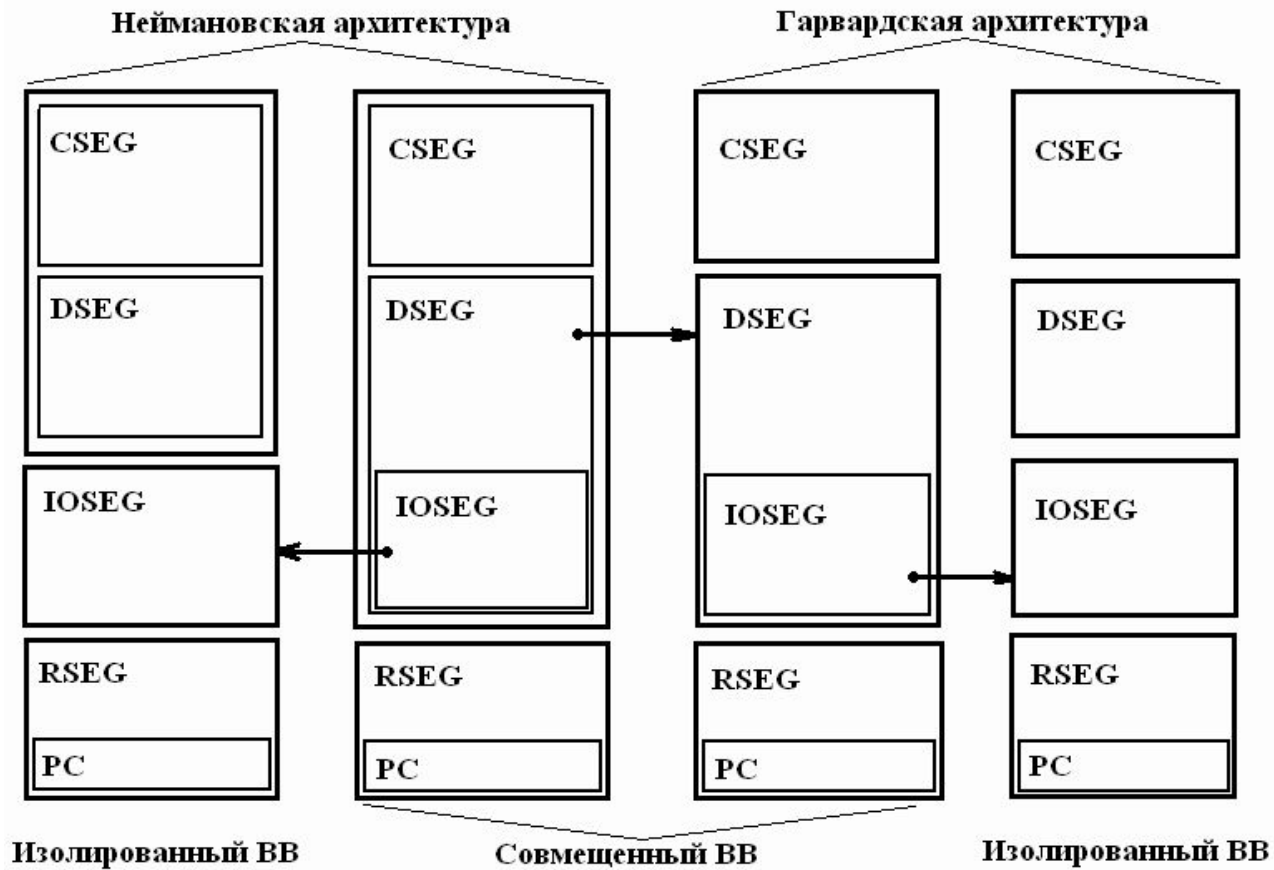 Неймановская архитектура Гарвардская архитектура
CSEG CSEG CSEG CSEG
DSEG DSEG DSEG DSEG
IOSEG IOSEG IOSEG IOSEG
RSEG RSEG RSEG RSEG
PC PC PC PC
Изолированный ВВ Совмещенный ВВ Изолированный ВВ